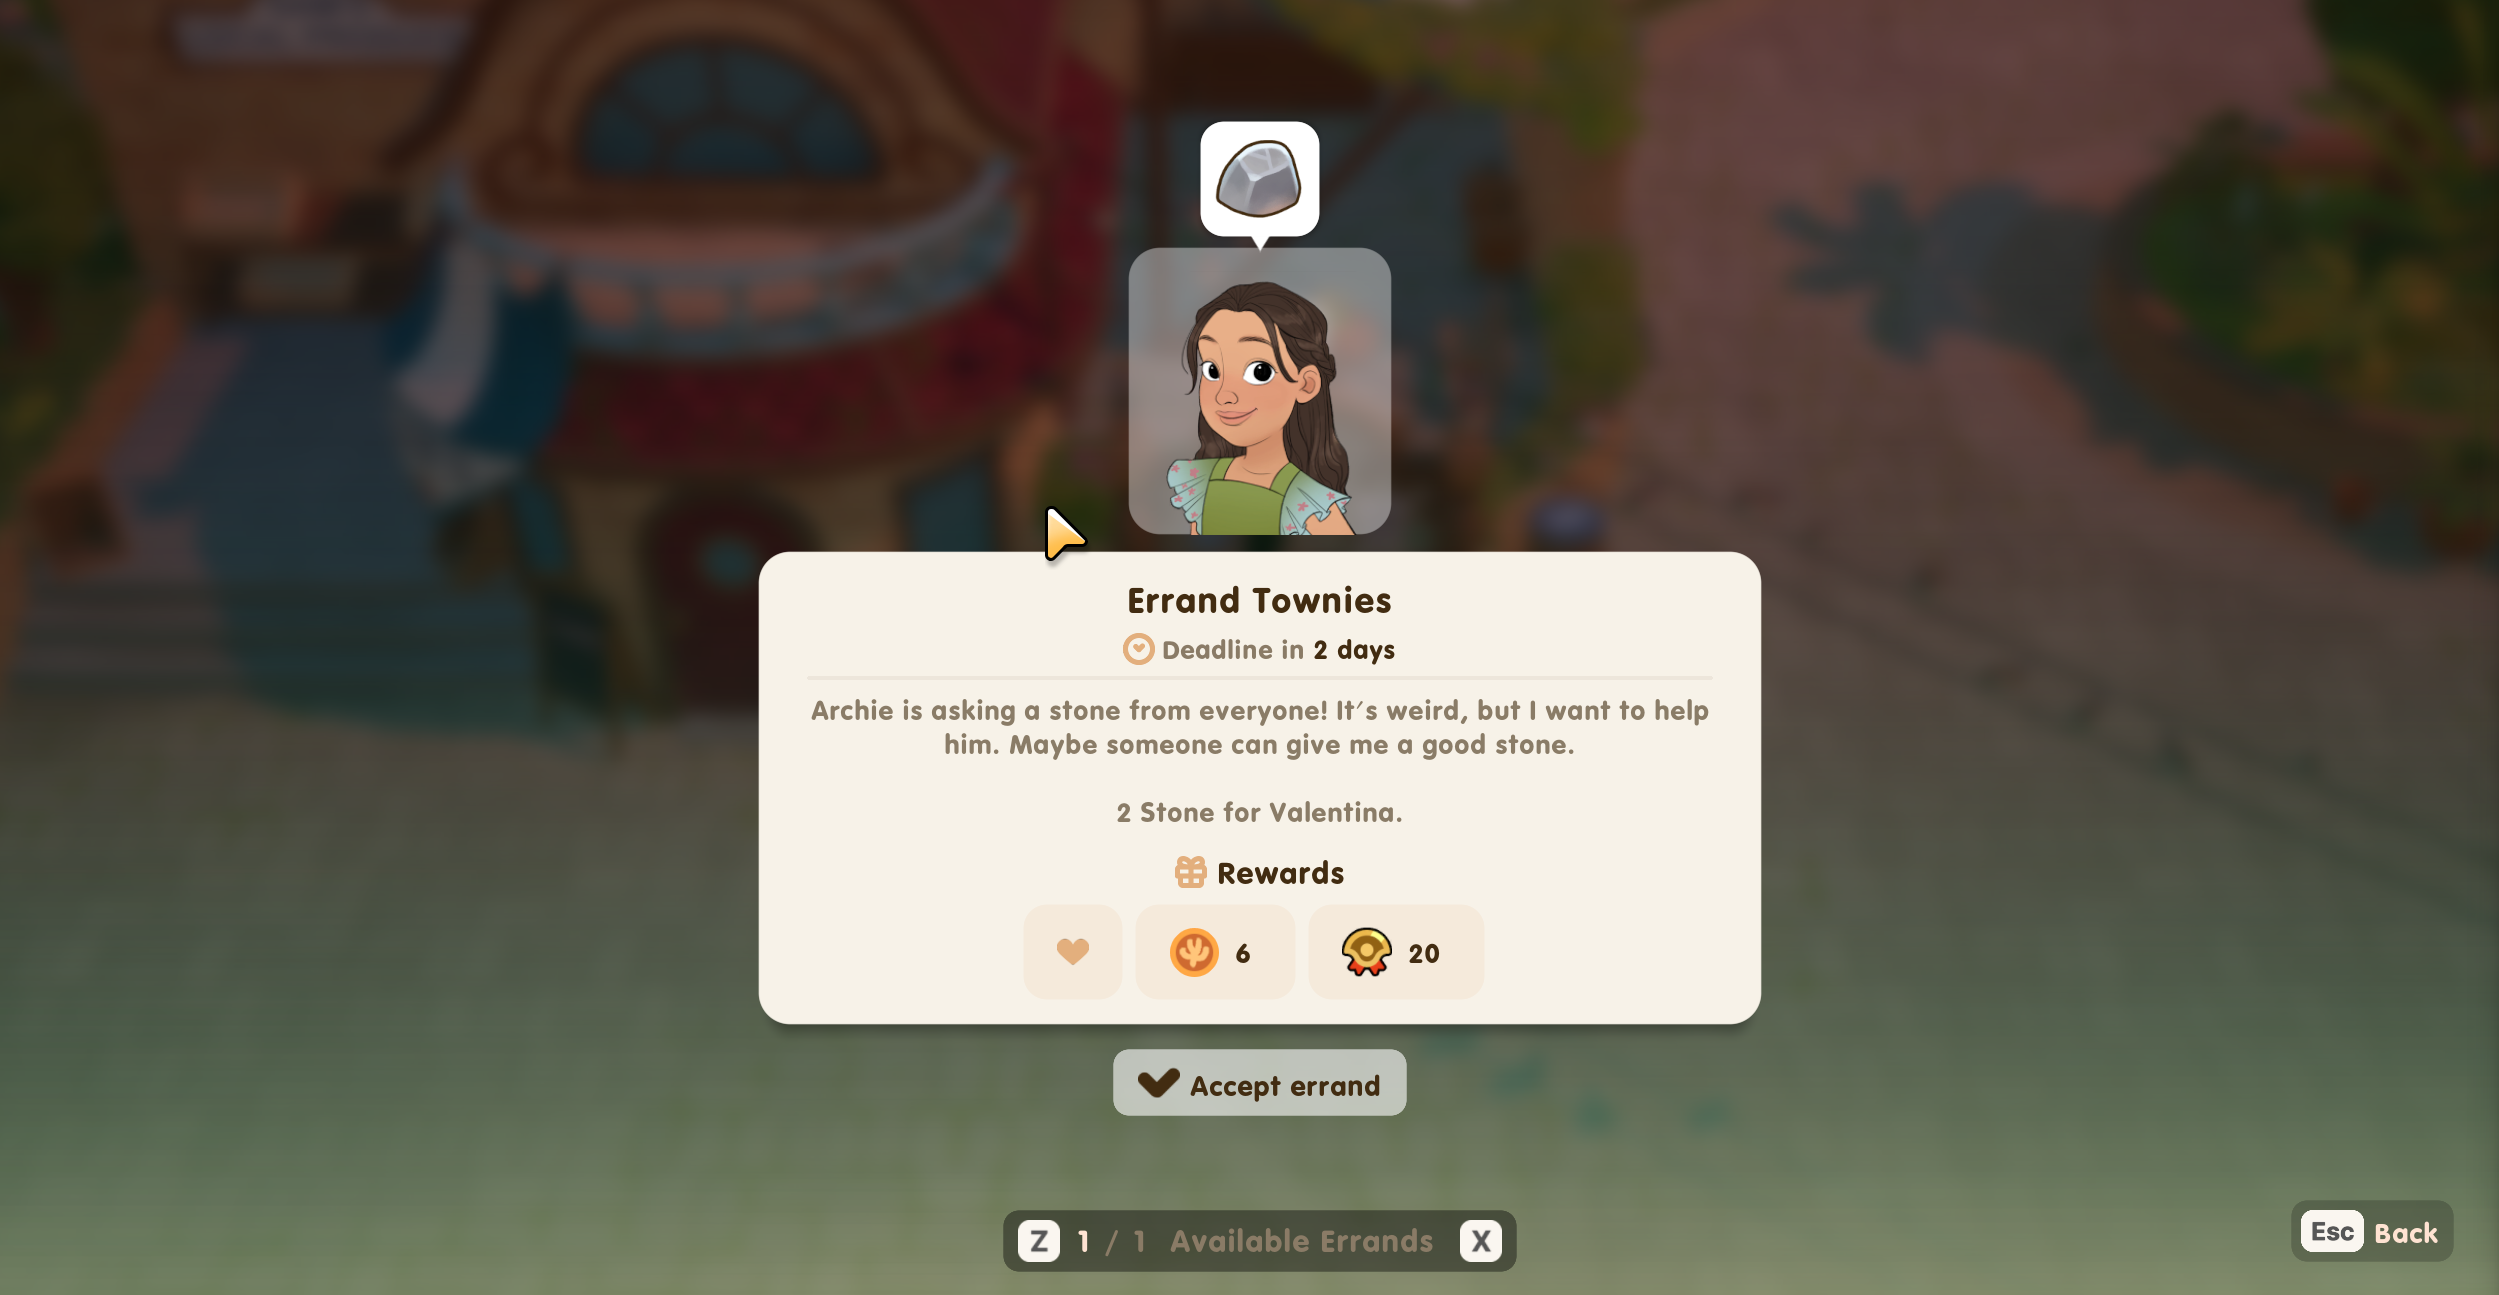 Errand Townies
Deadline in 2 days
Archie is asking a stone from everyone! It's weird, but I want to help
him. Maybe someone can give me a good stone.
2 Stone for Valentina.
Rewards
6
20
Accept errand
Z 1 / 1 Available Errands X
Esc Back